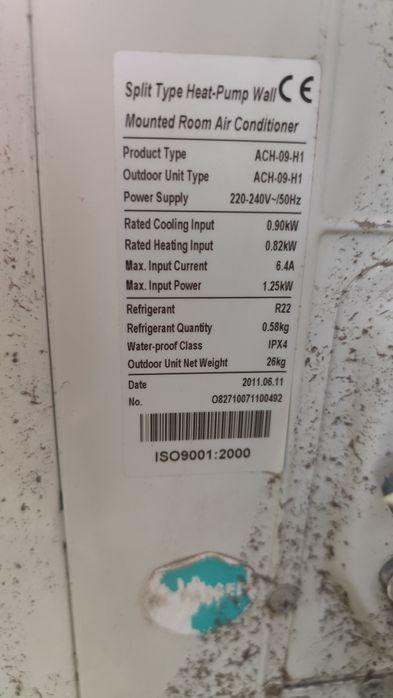 Split Type Heat-Pump Wall CE
Mounted Room Air Conditioner
Product Type ACH-09-H1
Outdoor Unit Type ACH-09-H1
Power Supply 220-240V~/50Hz
Rated Cooling Input 0.90kW
Rated Heating Input 0.82kW
Max. Input Current 6.4A
Max. Input Power 1.25kW
Refrigerant R22
Refrigerant Quantity 0.58kg
Water-proof Class IPX4
Outdoor Unit Net Weight 26kg
Date 2011.06.11
No. O82710071100492
ISO9001:2000